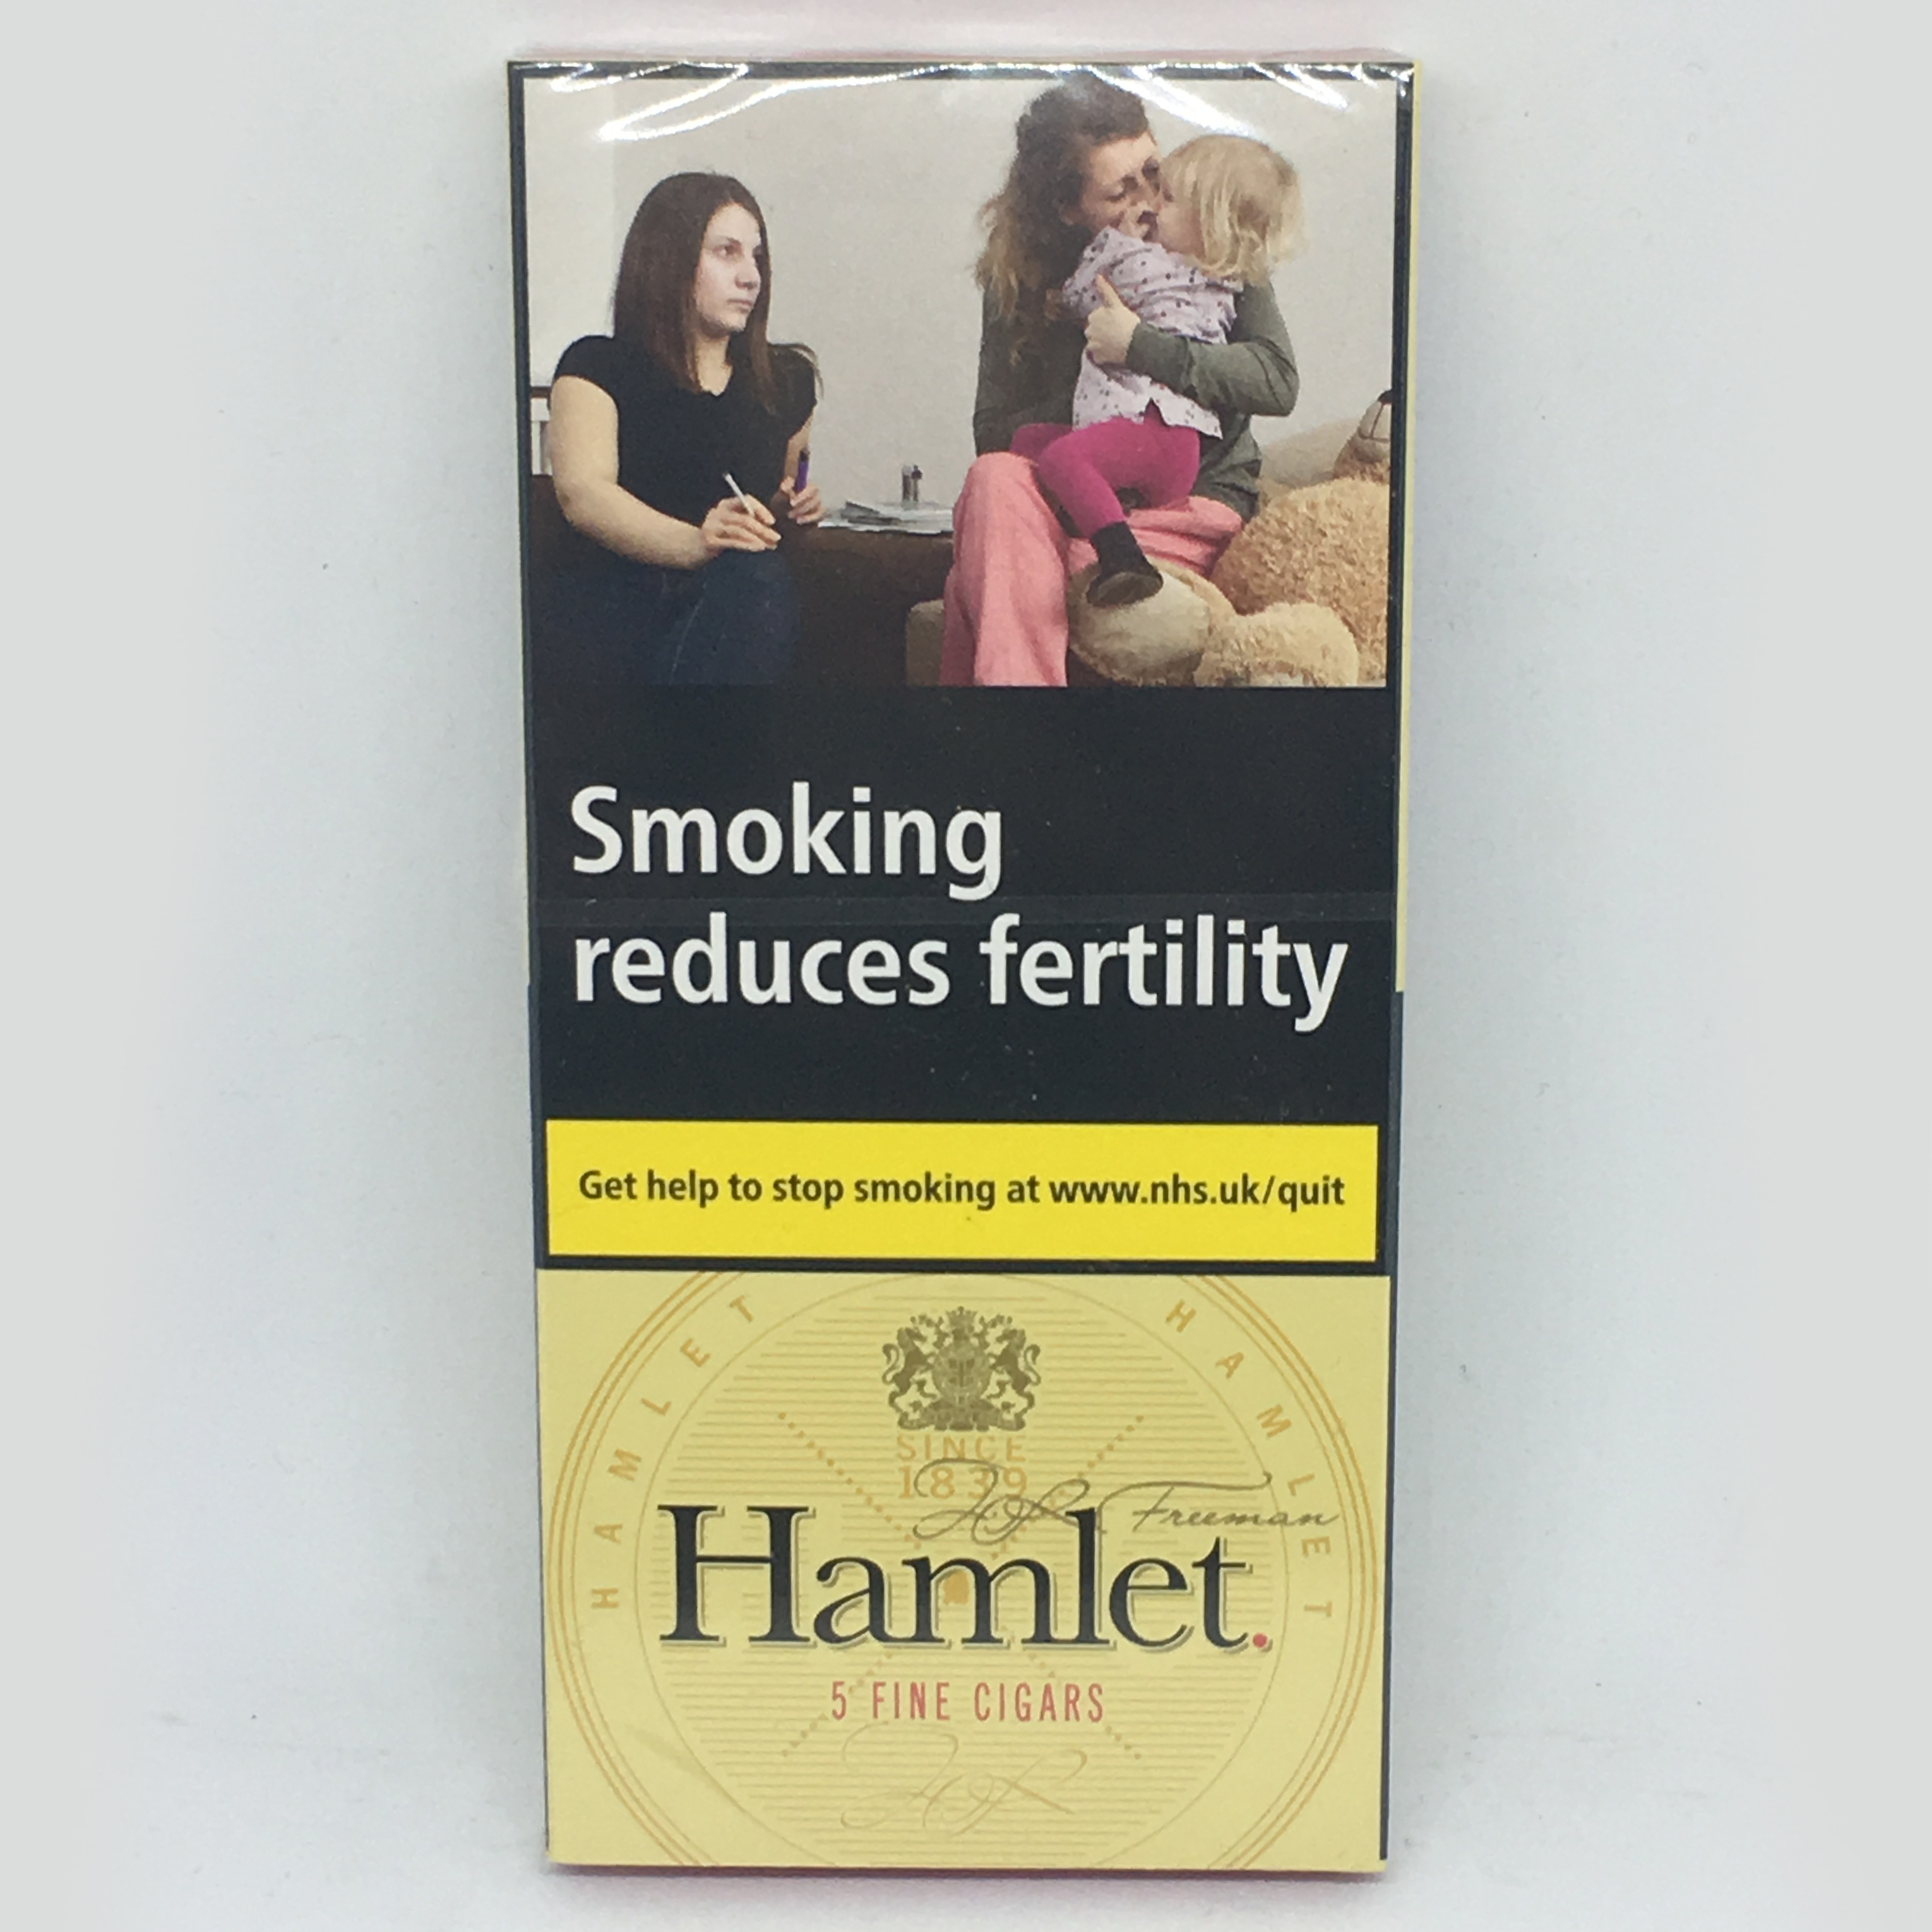 Smoking
reduces fertility
Get help to stop smoking at www.nhs.uk/quit
HAMLET HAMLET
SINCE
1839
Freeman
Hamlet.
5 FINE CIGARS